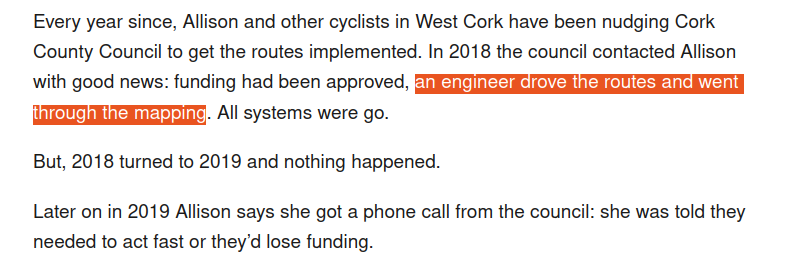 Every year since, Allison and other cyclists in West Cork have been nudging Cork
County Council to get the routes implemented. In 2018 the council contacted Allison
with good news: funding had been approved, an engineer drove the routes and went
through the mapping. All systems were go.
But, 2018 turned to 2019 and nothing happened.
Later on in 2019 Allison says she got a phone call from the council: she was told they
needed to act fast or they’d lose funding.